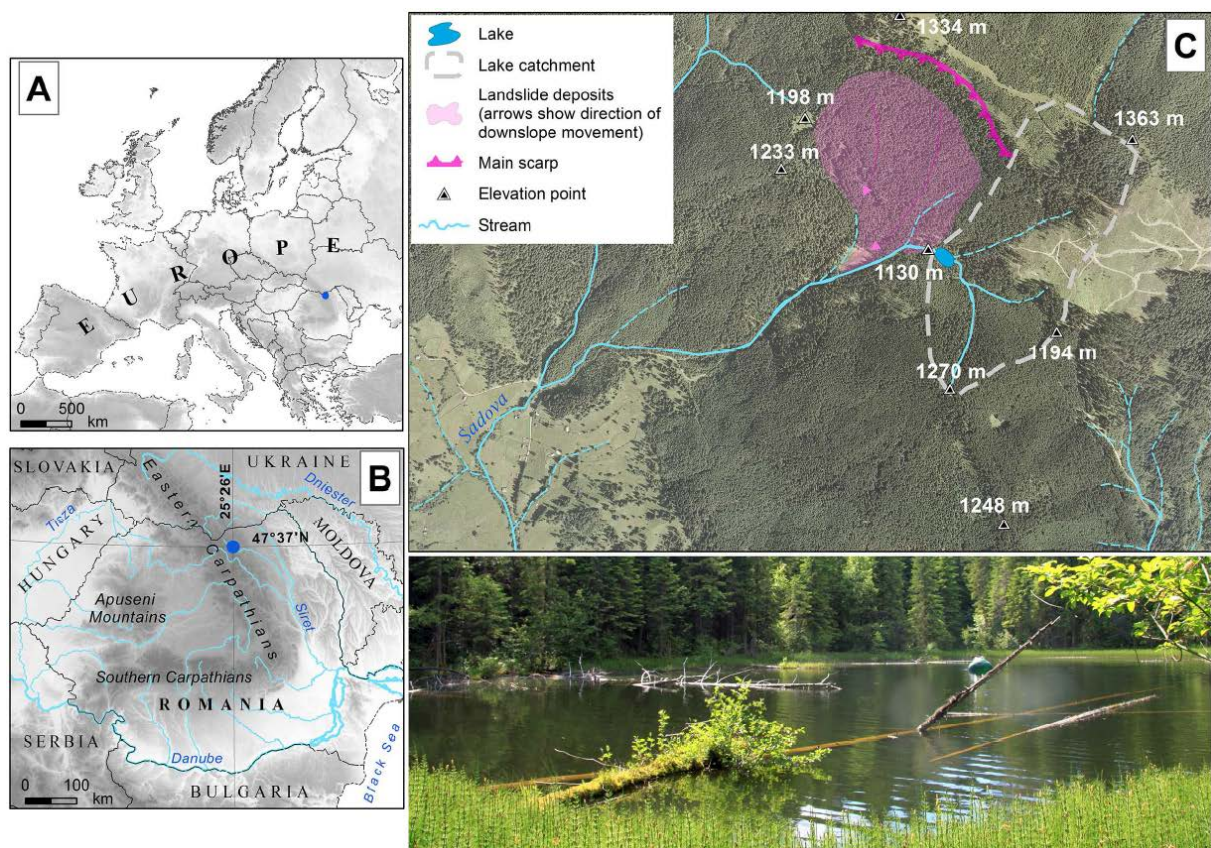 A
E U R O P E
0 500
km
B
SLOVAKIA
UKRAINE
Eastern Carpathians
25°26'E
Dniester
Tisza
47°37'N
HUNGARY
MOLDOVA
Apuseni
Mountains
Siret
Southern Carpathians
ROMANIA
SERBIA
Danube
Black Sea
0 100
km
BULGARIA
C
Lake
Lake catchment
Landslide deposits
(arrows show direction of
downslope movement)
Main scarp
Elevation point
Stream
1334 m
1198 m
1363 m
1233 m
1130 m
1194 m
1270 m
Sadova
1248 m